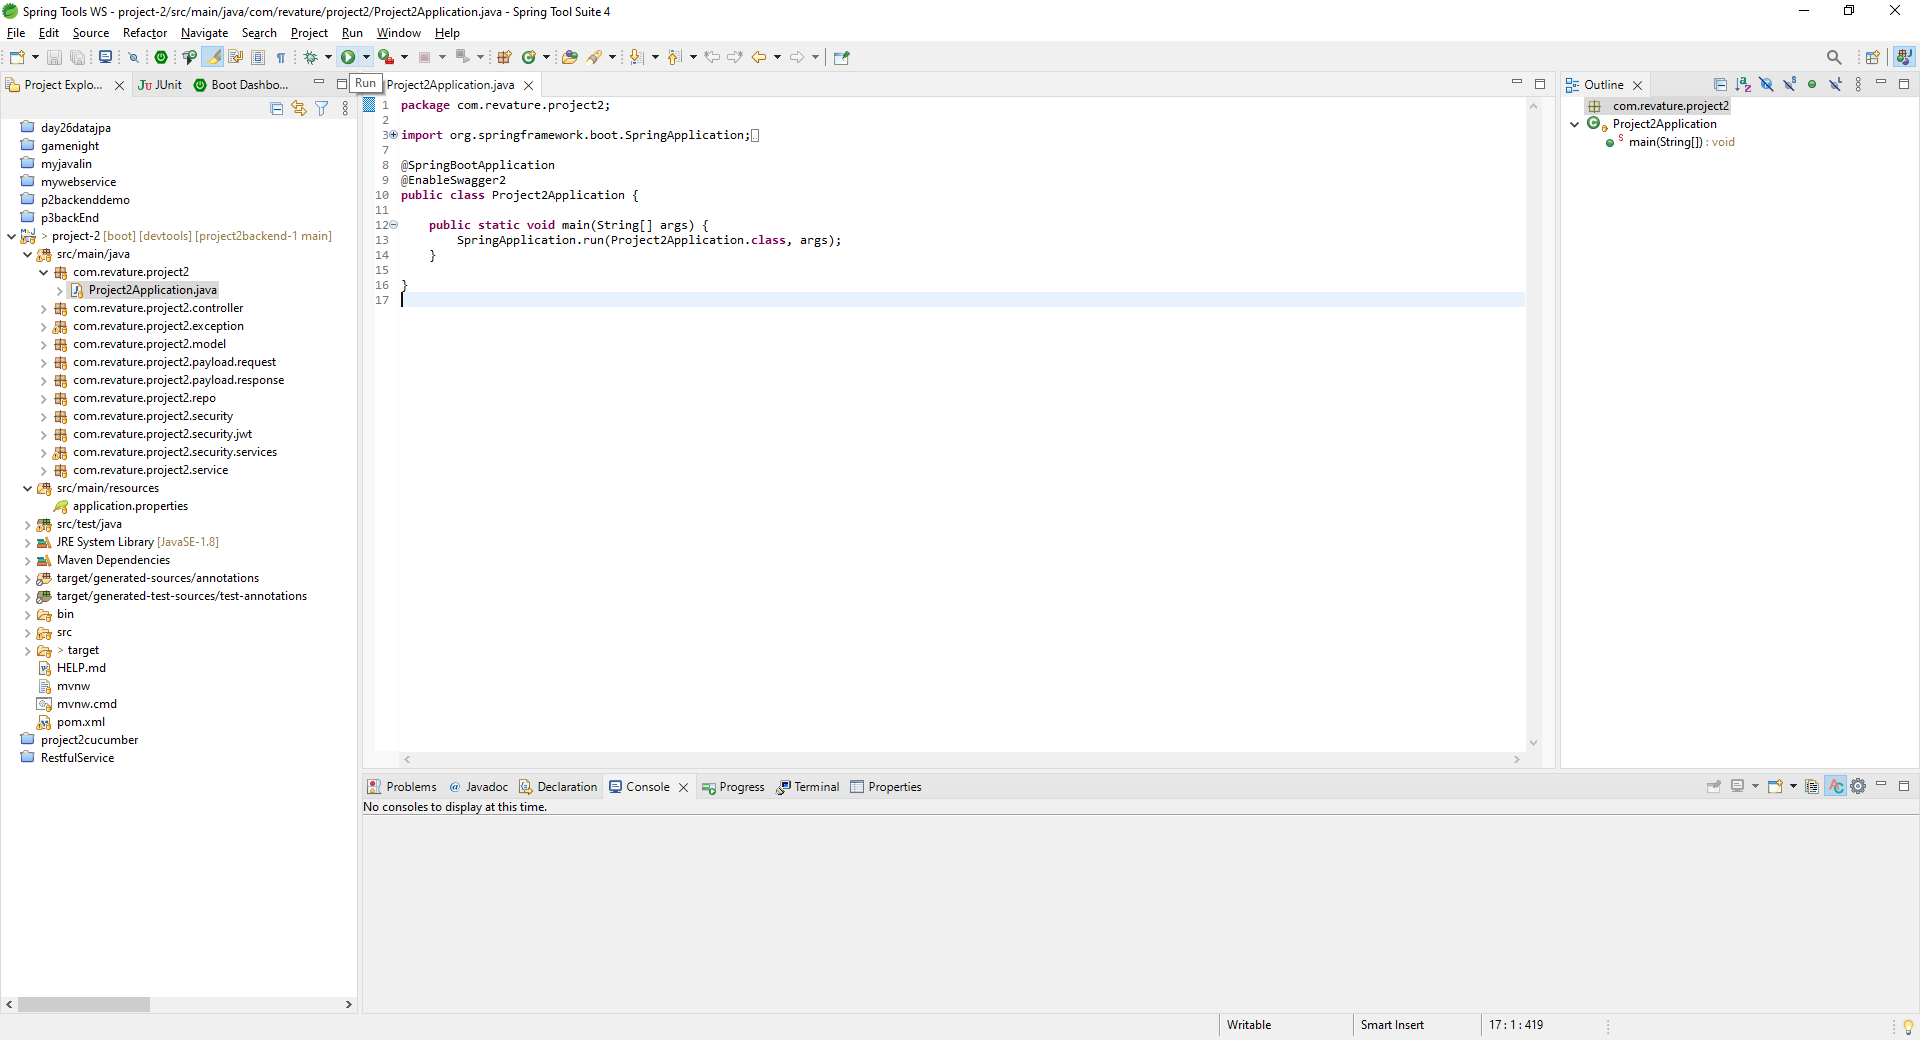 Spring Tools WS - project-2/src/main/java/com/revature/project2/Project2Application.java - Spring Tool Suite 4
File Edit Source Refactor Navigate Search Project Run Window Help
Project Explo... JUnit Boot Dashbo...
Run
Project2Application.java
day26datajpa
gamenight
myjavalin
mywebservice
p2backenddemo
p3backEnd
> project-2 [boot] [devtools] [project2backend-1 main]
src/main/java
com.revature.project2
Project2Application.java
com.revature.project2.controller
com.revature.project2.exception
com.revature.project2.model
com.revature.project2.payload.request
com.revature.project2.payload.response
com.revature.project2.repo
com.revature.project2.security
com.revature.project2.security.jwt
com.revature.project2.security.services
com.revature.project2.service
src/main/resources
application.properties
src/test/java
JRE System Library [JavaSE-1.8]
Maven Dependencies
target/generated-sources/annotations
target/generated-test-sources/test-annotations
bin
src
> target
HELP.md
mvnw
mvnw.cmd
pom.xml
project2cucumber
RestfulService
1 package com.revature.project2;
2
3 import org.springframework.boot.SpringApplication;
7
8 @SpringBootApplication
9 @EnableSwagger2
10 public class Project2Application {
11
12 public static void main(String[] args) {
13 SpringApplication.run(Project2Application.class, args);
14 }
15
16 }
17
Outline
com.revature.project2
Project2Application
main(String[]) : void
Problems @ Javadoc Declaration Console Progress Terminal Properties
No consoles to display at this time.
Writable Smart Insert 17 : 1 : 419